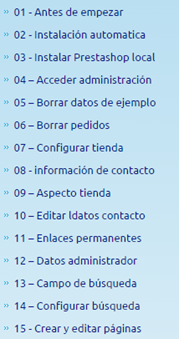 » 01 - Antes de empezar
» 02 - Instalación automatica
» 03 - Instalar Prestashop local
» 04 – Acceder administración
» 05 – Borrar datos de ejemplo
» 06 – Borrar pedidos
» 07 – Configurar tienda
» 08 - información de contacto
» 09 – Aspecto tienda
» 10 – Editar ldatos contacto
» 11 – Enlaces permanentes
» 12 – Datos administrador
» 13 – Campo de búsqueda
» 14 – Configurar búsqueda
» 15 - Crear y editar páginas